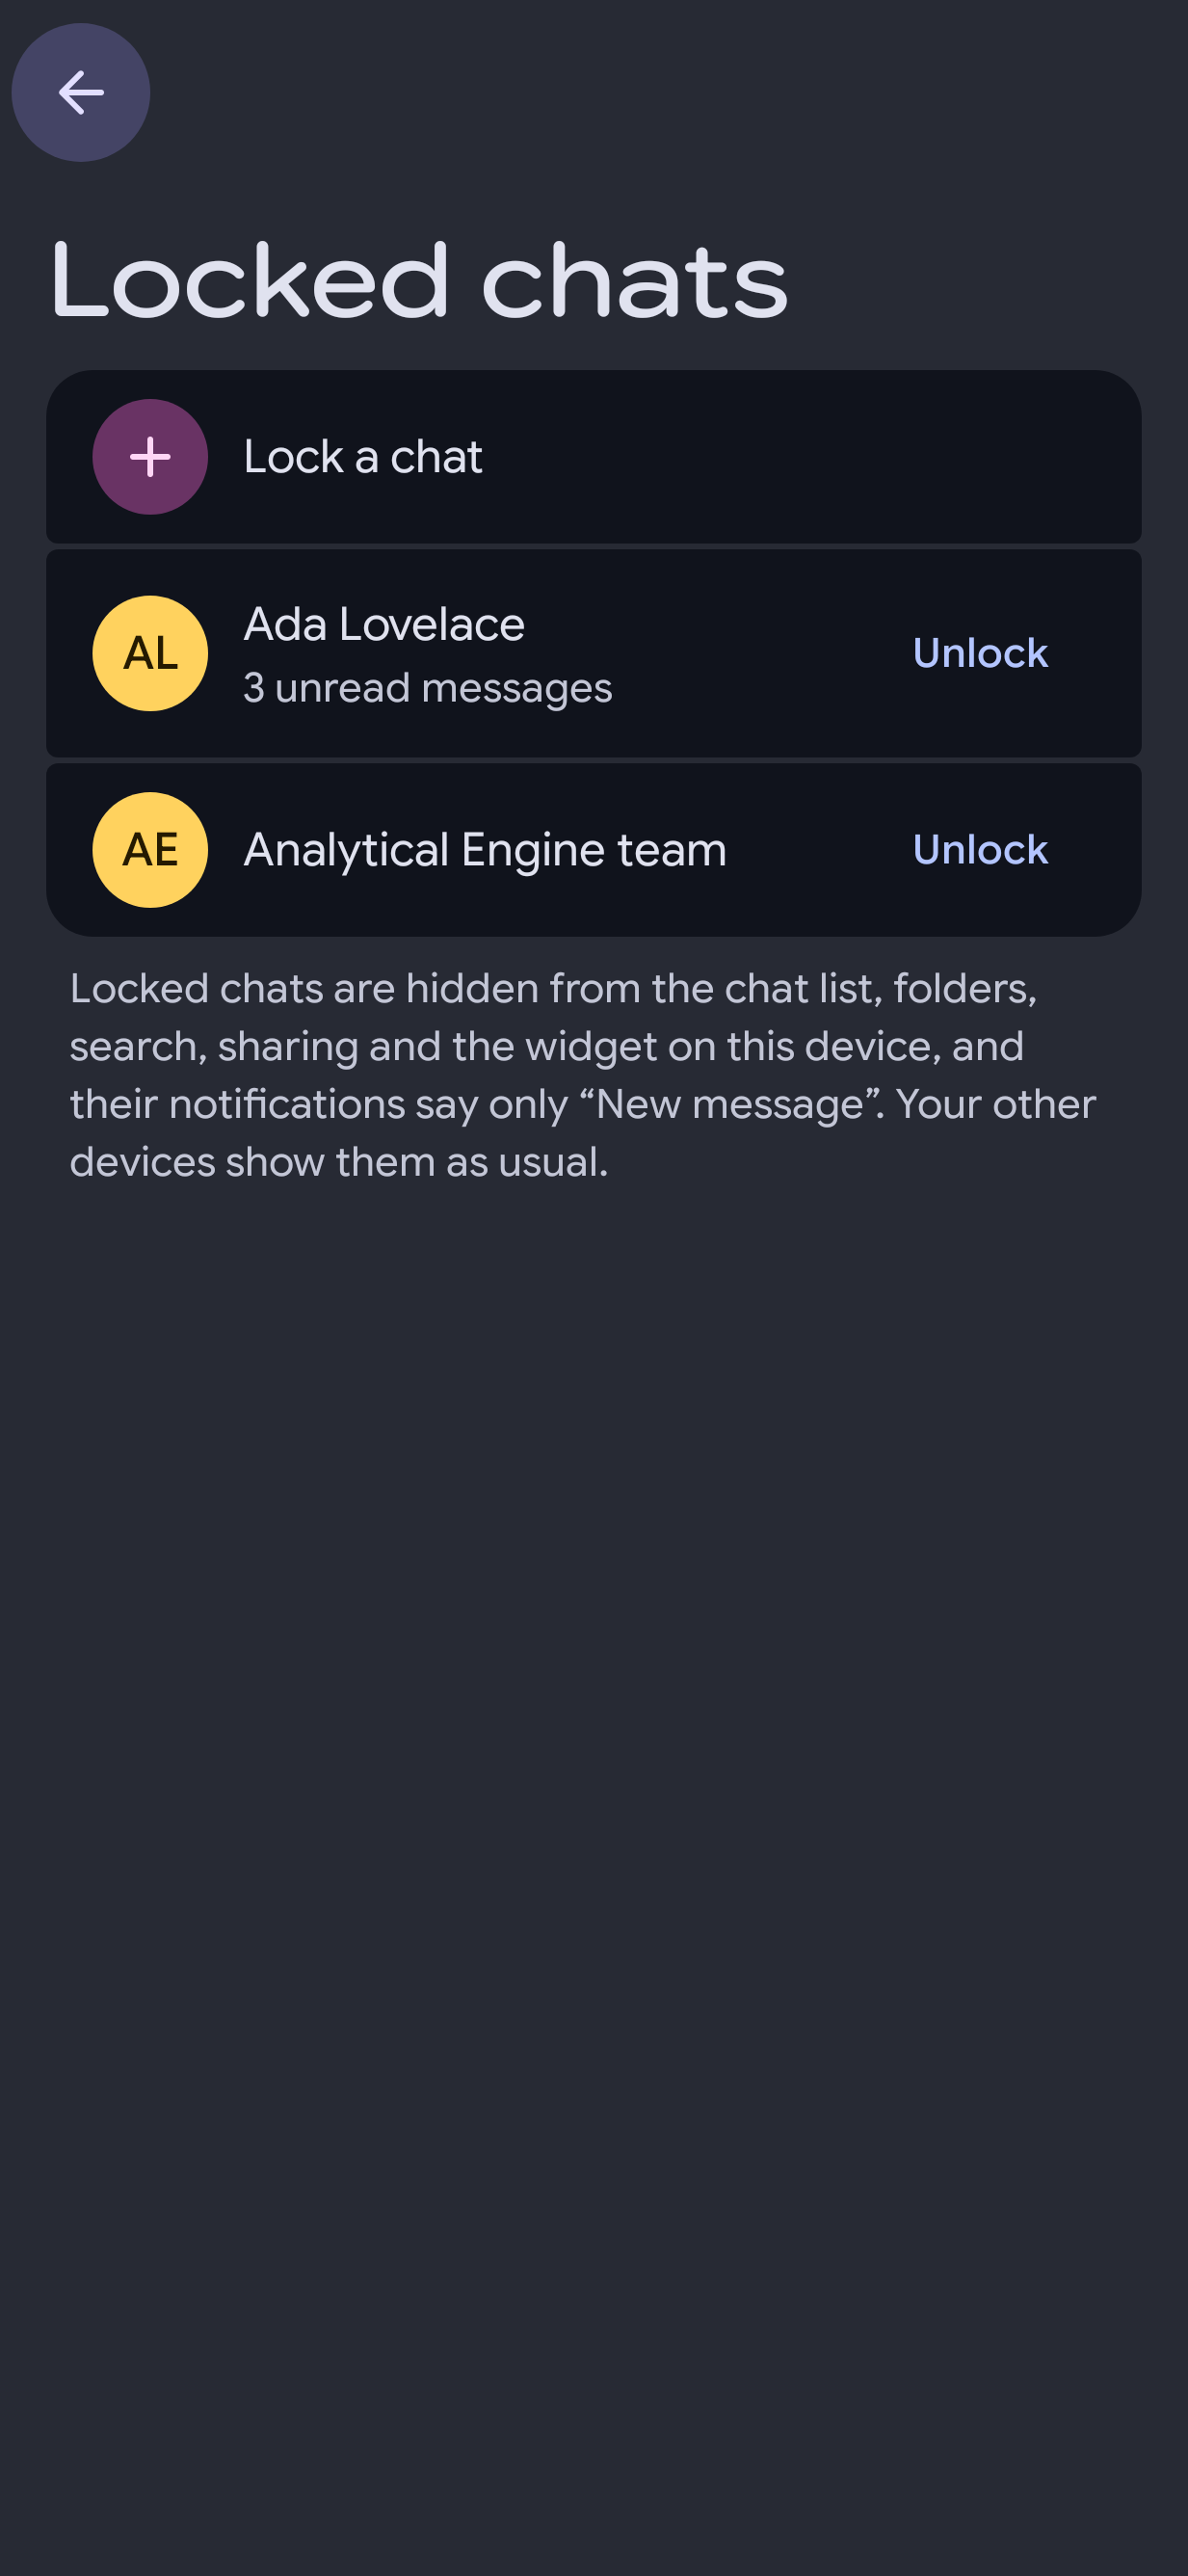 Locked chats
Lock a chat
AL
Ada Lovelace
3 unread messages
Unlock
AE
Analytical Engine team
Unlock
Locked chats are hidden from the chat list, folders,
search, sharing and the widget on this device, and
their notifications say only “New message”. Your other
devices show them as usual.